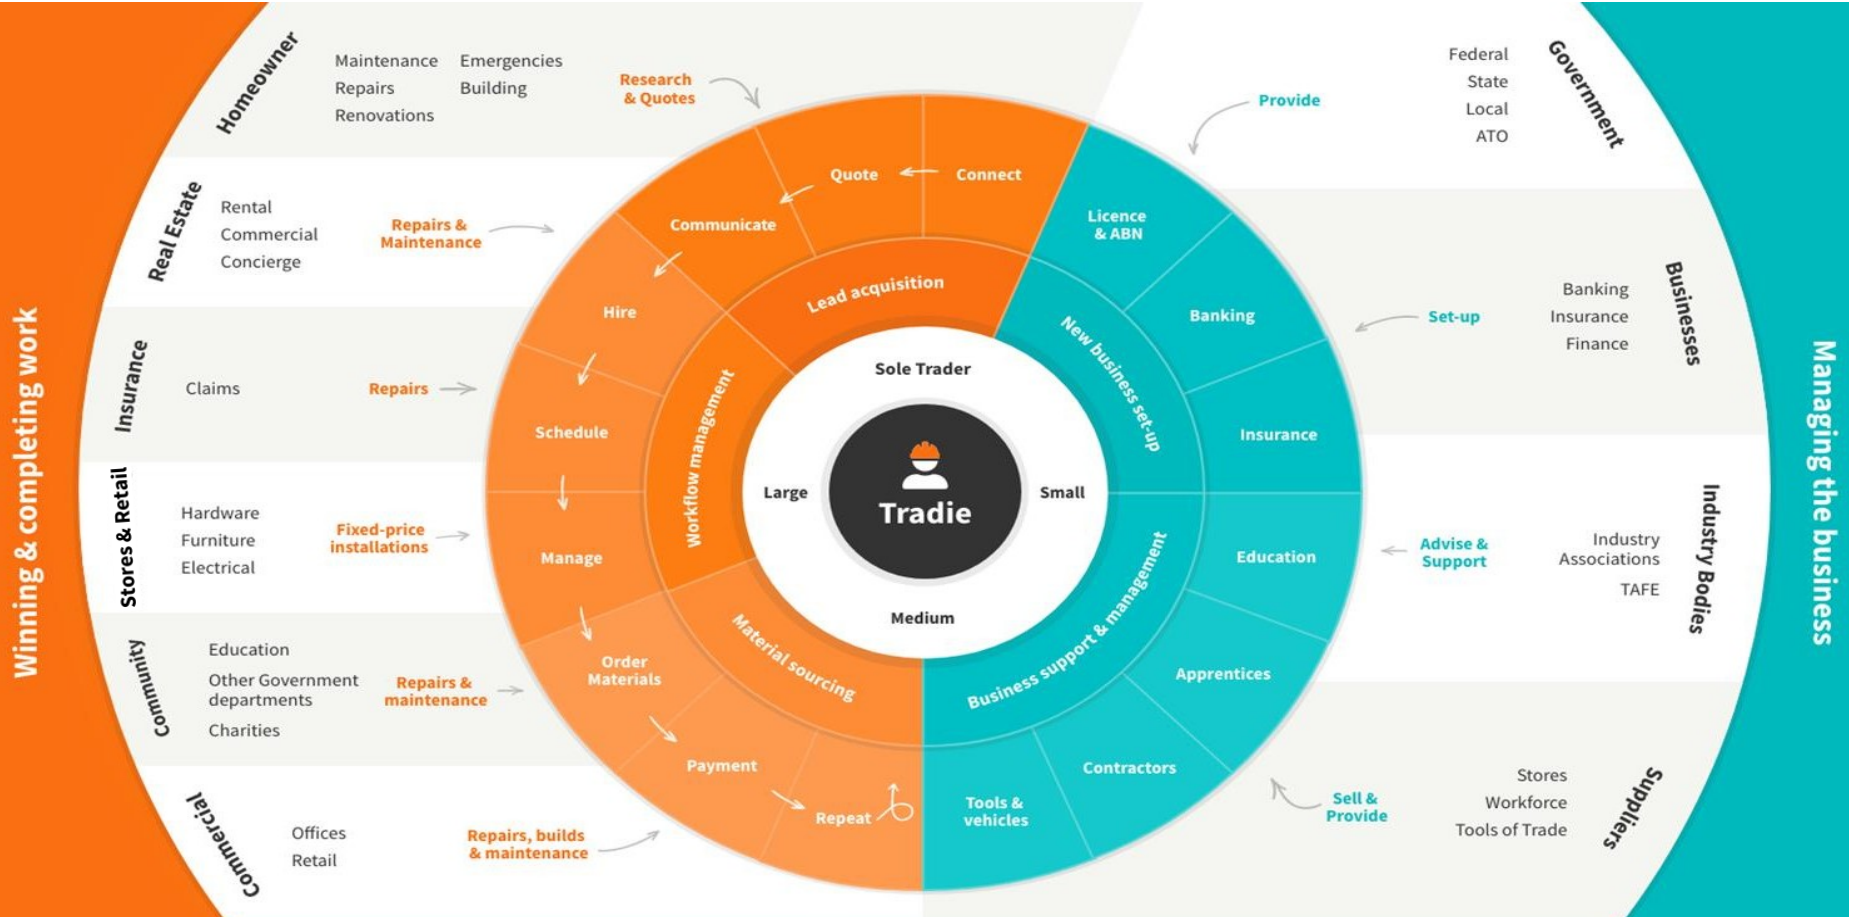 Winning & completing work
Homeowner
Maintenance
Repairs
Renovations
Emergencies
Building
Research
& Quotes
Real Estate
Rental
Commercial
Concierge
Repairs &
Maintenance
Insurance
Claims
Repairs
Stores & Retail
Hardware
Furniture
Electrical
Fixed-price
installations
Community
Education
Other Government
departments
Charities
Repairs &
maintenance
Commercial
Offices
Retail
Repairs, builds
& maintenance
Connect
Quote
Communicate
Hire
Schedule
Manage
Order
Materials
Payment
Repeat
Lead acquisition
Workflow management
Material sourcing
Sole Trader
Large
Small
Medium
Tradie
New business set-up
Business support & management
Licence
& ABN
Banking
Insurance
Education
Apprentices
Contractors
Tools &
vehicles
Provide
Federal
State
Local
ATO
Government
Set-up
Banking
Insurance
Finance
Businesses
Advise &
Support
Industry
Associations
TAFE
Industry Bodies
Sell &
Provide
Stores
Workforce
Tools of Trade
Suppliers
Managing the business